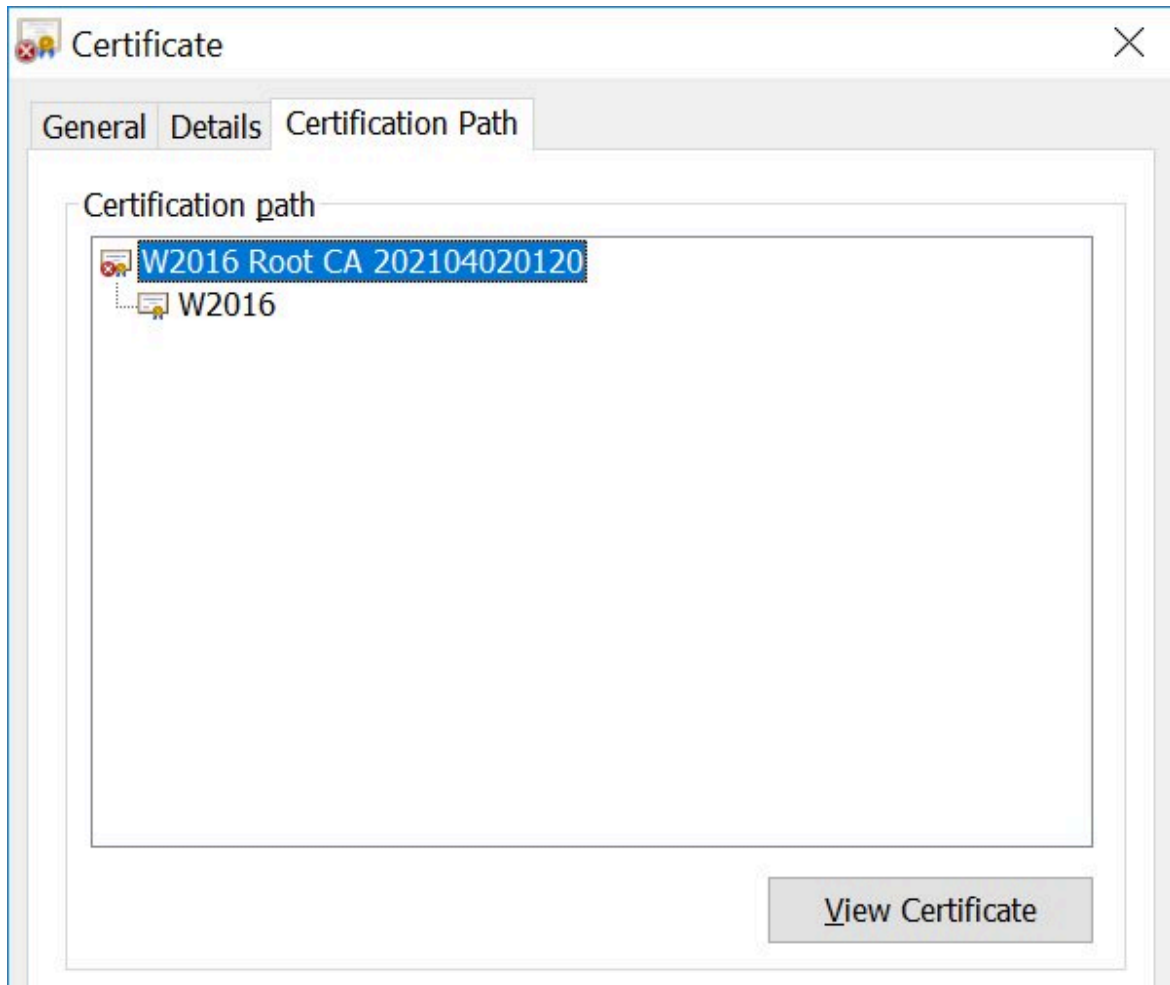 Certificate
General Details Certification Path
Certification path
W2016 Root CA 202104020120
W2016
View Certificate